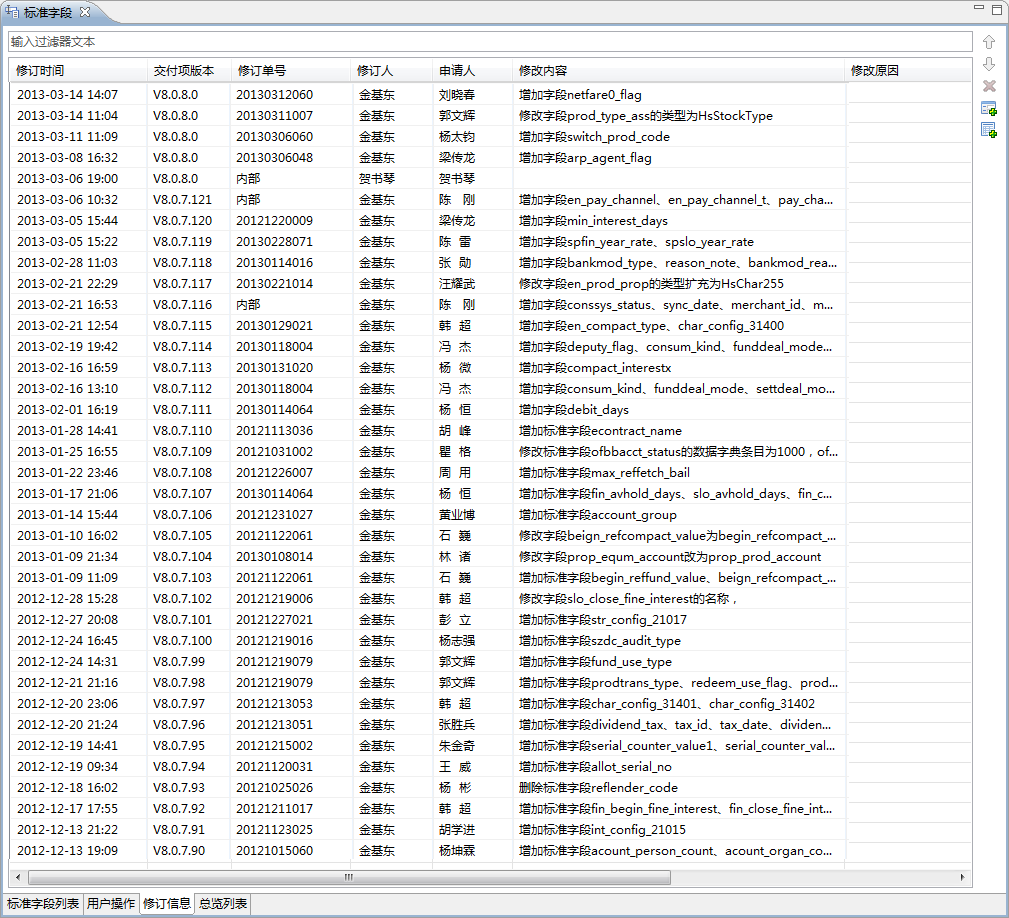 标准字段
输入过滤器文本
修订时间 交付项版本 修订单号 修订人 申请人 修改内容 修改原因
2013-03-14 14:07 V8.0.8.0 20130312060 金基东 刘晓春 增加字段netfare0_flag
2013-03-14 11:04 V8.0.8.0 20130311007 金基东 郭文辉 修改字段prod_type_ass的类型为HsStockType
2013-03-11 11:09 V8.0.8.0 20130306060 金基东 杨太钧 增加字段switch_prod_code
2013-03-08 16:32 V8.0.8.0 20130306048 金基东 梁传龙 增加字段arp_agent_flag
2013-03-06 19:00 V8.0.8.0 内部 贺书琴 贺书琴
2013-03-06 10:32 V8.0.7.121 内部 金基东 陈 刚 增加字段en_pay_channel、en_pay_channel_t、pay_cha...
2013-03-05 15:44 V8.0.7.120 20121220009 金基东 梁传龙 增加字段min_interest_days
2013-03-05 15:22 V8.0.7.119 20130228071 金基东 陈 雷 增加字段spfin_year_rate、spslo_year_rate
2013-02-28 11:03 V8.0.7.118 20130114016 金基东 张 勋 增加字段bankmod_type、reason_note、bankmod_rea...
2013-02-21 22:29 V8.0.7.117 20130221014 金基东 汪耀武 修改字段en_prod_prop的类型扩充为HsChar255
2013-02-21 16:53 V8.0.7.116 内部 金基东 陈 刚 增加字段conssys_status、sync_date、merchant_id、m...
2013-02-21 12:54 V8.0.7.115 20130129021 金基东 韩 超 增加字段en_compact_type、char_config_31400
2013-02-19 19:42 V8.0.7.114 20130118004 金基东 冯 杰 增加字段deputy_flag、consum_kind、funddeal_mode...
2013-02-16 16:59 V8.0.7.113 20130131020 金基东 杨 微 增加字段compact_interestx
2013-02-16 13:10 V8.0.7.112 20130118004 金基东 冯 杰 增加字段consum_kind、funddeal_mode、settdeal_mo...
2013-02-01 16:19 V8.0.7.111 20130114064 金基东 杨 恒 增加字段debit_days
2013-01-28 14:41 V8.0.7.110 20121113036 金基东 胡 峰 增加标准字段econtract_name
2013-01-25 16:55 V8.0.7.109 20121031002 金基东 瞿 格 修改标准字段ofbbacct_status的数据字典条目为1000，of...
2013-01-22 23:46 V8.0.7.108 20121226007 金基东 周 用 增加标准字段max_reffetch_bail
2013-01-17 21:06 V8.0.7.107 20130114064 金基东 杨 恒 增加标准字段fin_avhold_days、slo_avhold_days、fin_c...
2013-01-14 15:44 V8.0.7.106 20121231027 金基东 黄业博 增加标准字段account_group
2013-01-10 16:02 V8.0.7.105 20121122061 金基东 石 巍 修改字段beign_refcompact_value为begin_refcompact_...
2013-01-09 21:34 V8.0.7.104 20130108014 金基东 林 诸 修改字段prop_equm_account改为prop_prod_account
2013-01-09 11:09 V8.0.7.103 20121122061 金基东 石 巍 增加标准字段begin_reffund_value、beign_refcompact_...
2012-12-28 15:28 V8.0.7.102 20121219006 金基东 韩 超 修改字段slo_close_fine_interest的名称，
2012-12-27 20:08 V8.0.7.101 20121227021 金基东 彭 立 增加标准字段str_config_21017
2012-12-24 16:45 V8.0.7.100 20121219016 金基东 杨志强 增加标准字段szdc_audit_type
2012-12-24 14:31 V8.0.7.99 20121219079 金基东 郭文辉 增加标准字段fund_use_type
2012-12-21 21:16 V8.0.7.98 20121219079 金基东 郭文辉 增加标准字段prodtrans_type、redeem_use_flag、prod...
2012-12-20 23:06 V8.0.7.97 20121213053 金基东 韩 超 增加标准字段char_config_31401、char_config_31402
2012-12-20 21:24 V8.0.7.96 20121213051 金基东 张胜兵 增加标准字段dividend_tax、tax_id、tax_date、dividen...
2012-12-19 14:41 V8.0.7.95 20121215002 金基东 朱金奇 增加标准字段serial_counter_value1、serial_counter_val...
2012-12-19 09:34 V8.0.7.94 20121120031 金基东 王 威 增加标准字段allot_serial_no
2012-12-18 16:02 V8.0.7.93 20121025026 金基东 杨 彬 删除标准字段reflender_code
2012-12-17 17:55 V8.0.7.92 20121211017 金基东 韩 超 增加标准字段fin_begin_fine_interest、fin_close_fine_int...
2012-12-13 21:22 V8.0.7.91 20121123025 金基东 胡学进 增加标准字段int_config_21015
2012-12-13 19:09 V8.0.7.90 20121015060 金基东 杨坤霖 增加标准字段acount_person_count、acount_organ_co...
标准字段列表 用户操作 修订信息 总览列表